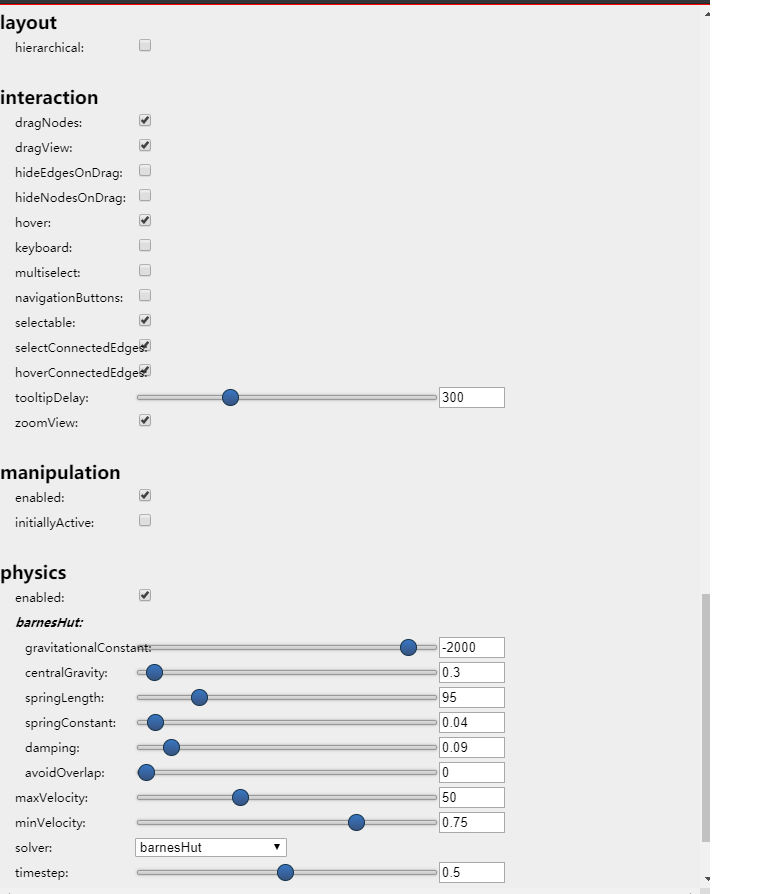 layout
hierarchical:
interaction
dragNodes:
dragView:
hideEdgesOnDrag:
hideNodesOnDrag:
hover:
keyboard:
multiselect:
navigationButtons:
selectable:
selectConnectedEdges:
hoverConnectedEdges:
tooltipDelay: 300
zoomView:
manipulation
enabled:
initiallyActive:
physics
enabled:
barnesHut:
gravitationalConstant: -2000
centralGravity: 0.3
springLength: 95
springConstant: 0.04
damping: 0.09
avoidOverlap: 0
maxVelocity: 50
minVelocity: 0.75
solver: barnesHut
timestep: 0.5